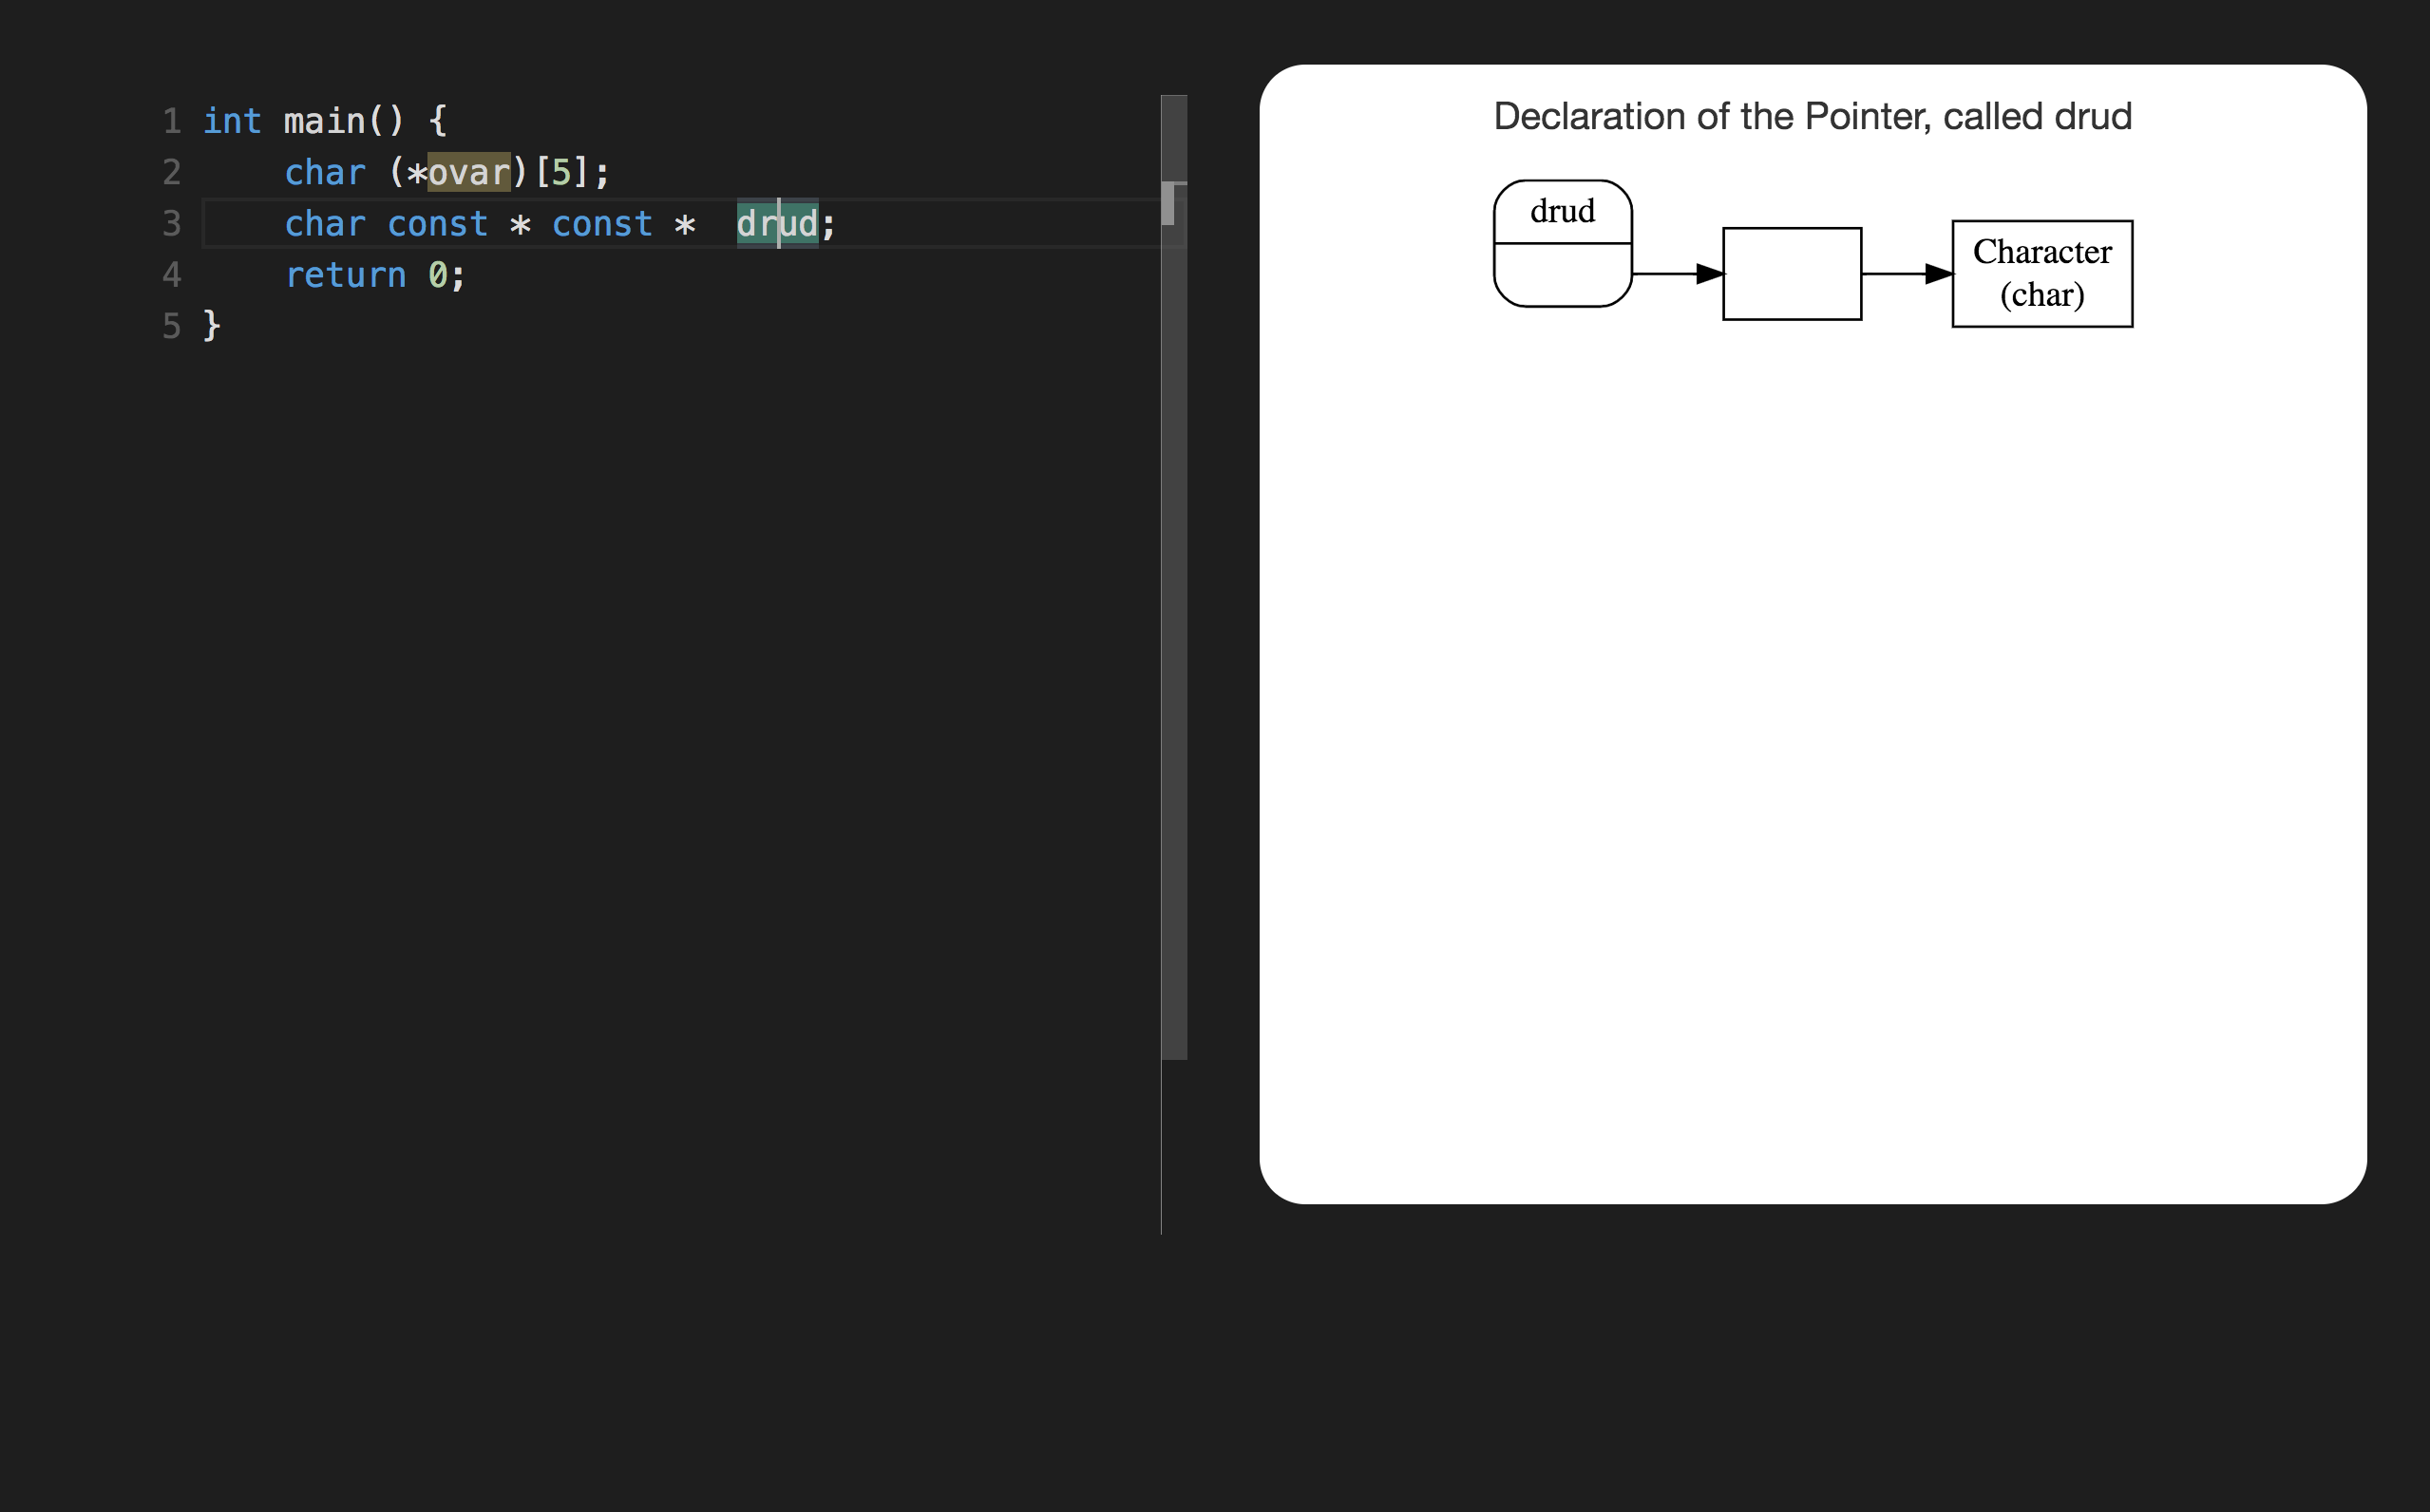 1 int main() {
2     char (*ovar)[5];
3     char const * const *  drud;
4     return 0;
5 }
Declaration of the Pointer, called drud
drud
Character
(char)